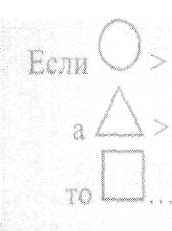 Если ○ >
а △ >
то □...